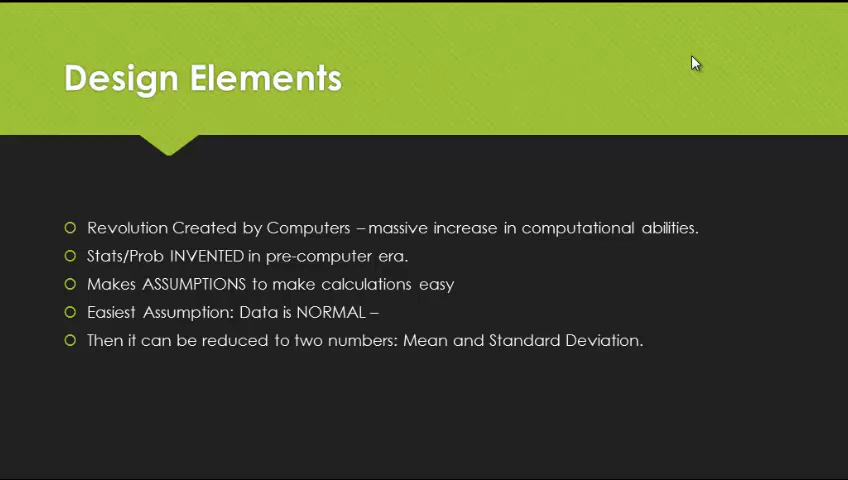 Design Elements
Revolution Created by Computers – massive increase in computational abilities.
Stats/Prob INVENTED in pre-computer era.
Makes ASSUMPTIONS to make calculations easy
Easiest Assumption: Data is NORMAL –
Then it can be reduced to two numbers: Mean and Standard Deviation.